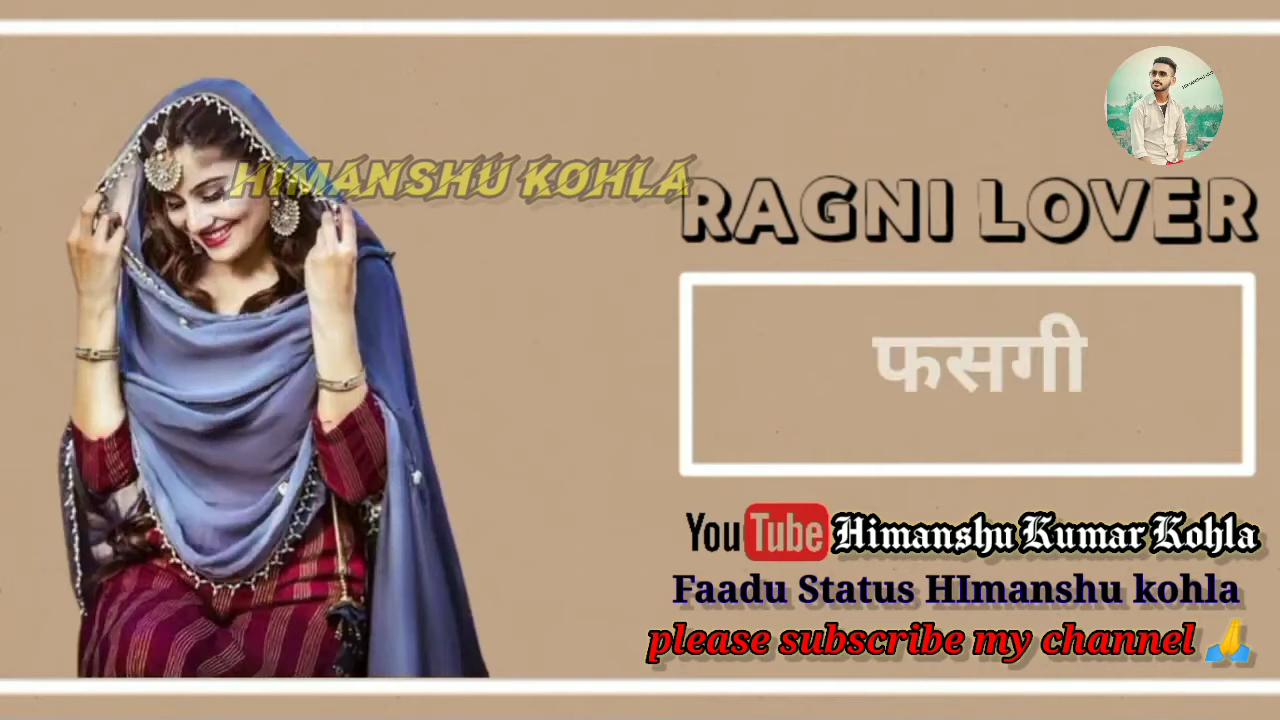 HIMANSHU KOHLA
RAGNI LOVER
फसगी
YouTube Himanshu Kumar Kohla
Faadu Status HImanshu kohla
please subscribe my channel 🙏